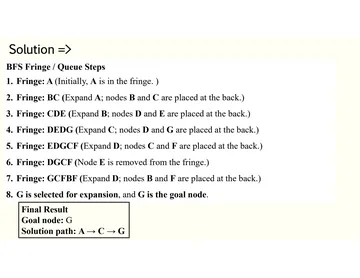 Solution =>
BFS Fringe / Queue Steps
1. Fringe: A (Initially, A is in the fringe. )
2. Fringe: BC (Expand A; nodes B and C are placed at the back.)
3. Fringe: CDE (Expand B; nodes D and E are placed at the back.)
4. Fringe: DEDG (Expand C; nodes D and G are placed at the back.)
5. Fringe: EDGCF (Expand D; nodes C and F are placed at the back.)
6. Fringe: DGCF (Node E is removed from the fringe.)
7. Fringe: GCFBF (Expand D; nodes B and F are placed at the back.)
8. G is selected for expansion, and G is the goal node.
Final Result
Goal node: G
Solution path: A → C → G